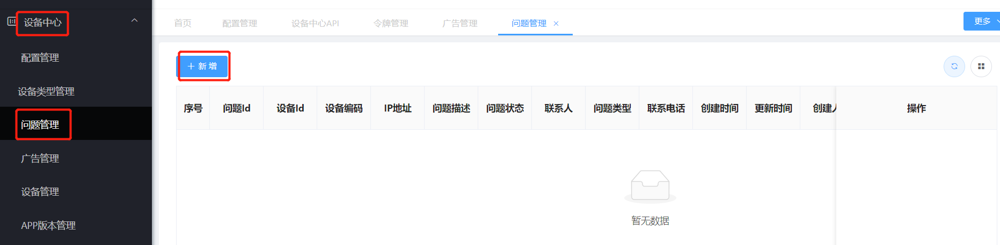 设备中心
配置管理
设备类型管理
问题管理
广告管理
设备管理
APP版本管理
首页 配置管理 设备中心API 令牌管理 广告管理 问题管理 更多
新增
序号 问题Id 设备Id 设备编码 IP地址 问题描述 问题状态 联系人 问题类型 联系电话 创建时间 更新时间 创建人 操作
暂无数据